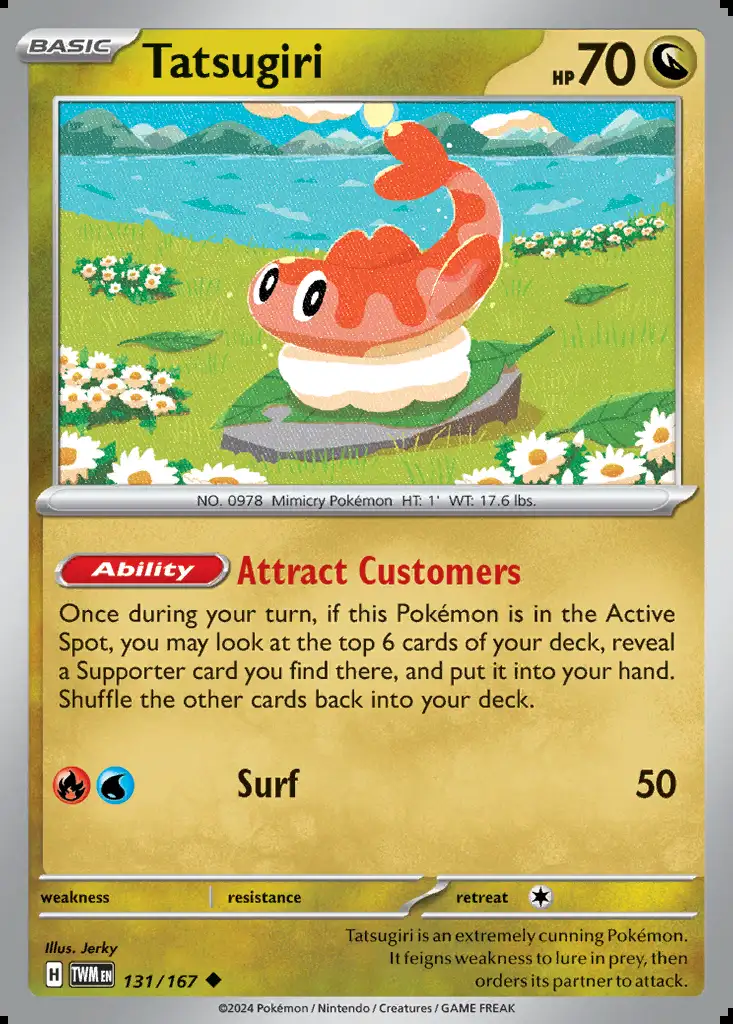 BASIC
Tatsugiri
HP 70
NO. 0978 Mimicry Pokémon HT: 1' WT: 17.6 lbs.
Ability Attract Customers
Once during your turn, if this Pokémon is in the Active
Spot, you may look at the top 6 cards of your deck, reveal
a Supporter card you find there, and put it into your hand.
Shuffle the other cards back into your deck.
Surf 50
weakness resistance retreat
Illus. Jerky
Tatsugiri is an extremely cunning Pokémon.
It feigns weakness to lure in prey, then
orders its partner to attack.
H TWM EN 131/167
©2024 Pokémon / Nintendo / Creatures / GAME FREAK